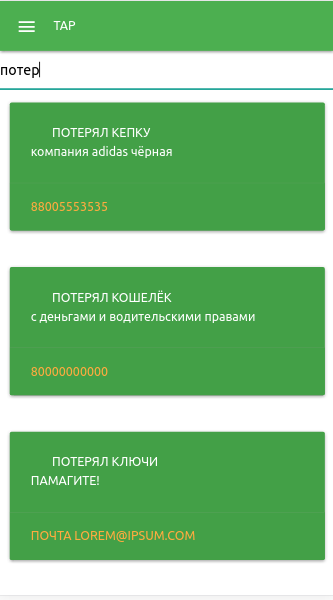 TAP
потер
ПОТЕРЯЛ КЕПКУ
компания adidas чёрная
88005553535
ПОТЕРЯЛ КОШЕЛЁК
с деньгами и водительскими правами
80000000000
ПОТЕРЯЛ КЛЮЧИ
ПАМАГИТЕ!
ПОЧТА LOREM@IPSUM.COM